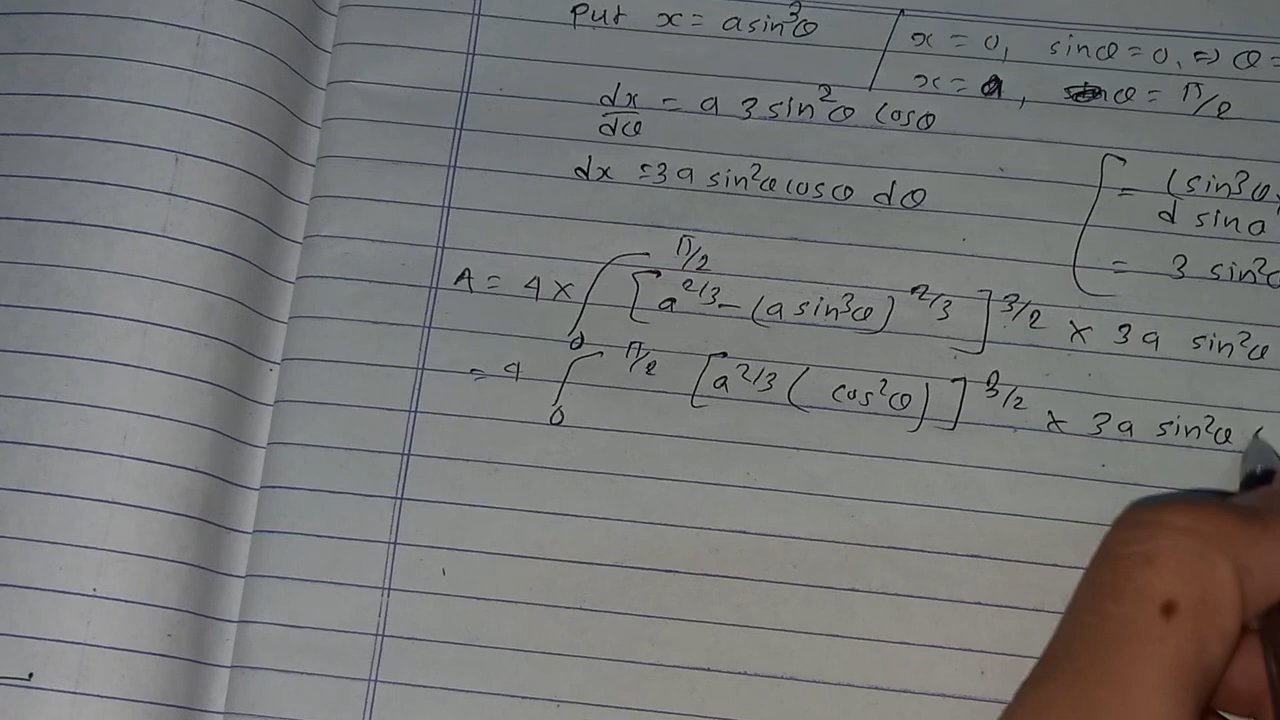 Put x = a sin³θ
x = 0, sinθ = 0, ⇒ θ =
x = a, θ = π/2
dx/dθ = a 3 sin²θ cosθ
dx = 3 a sin²θ cosθ dθ
= (sin³θ
d sinθ
= 3 sin²θ
A = 4 × ∫₀^π/2 [a^2/3 – (a sin³θ)^2/3]^3/2 × 3a sin²θ
= 4 ∫₀^π/2 [a^2/3 ( cos²θ)]^3/2 × 3a sin²θ (